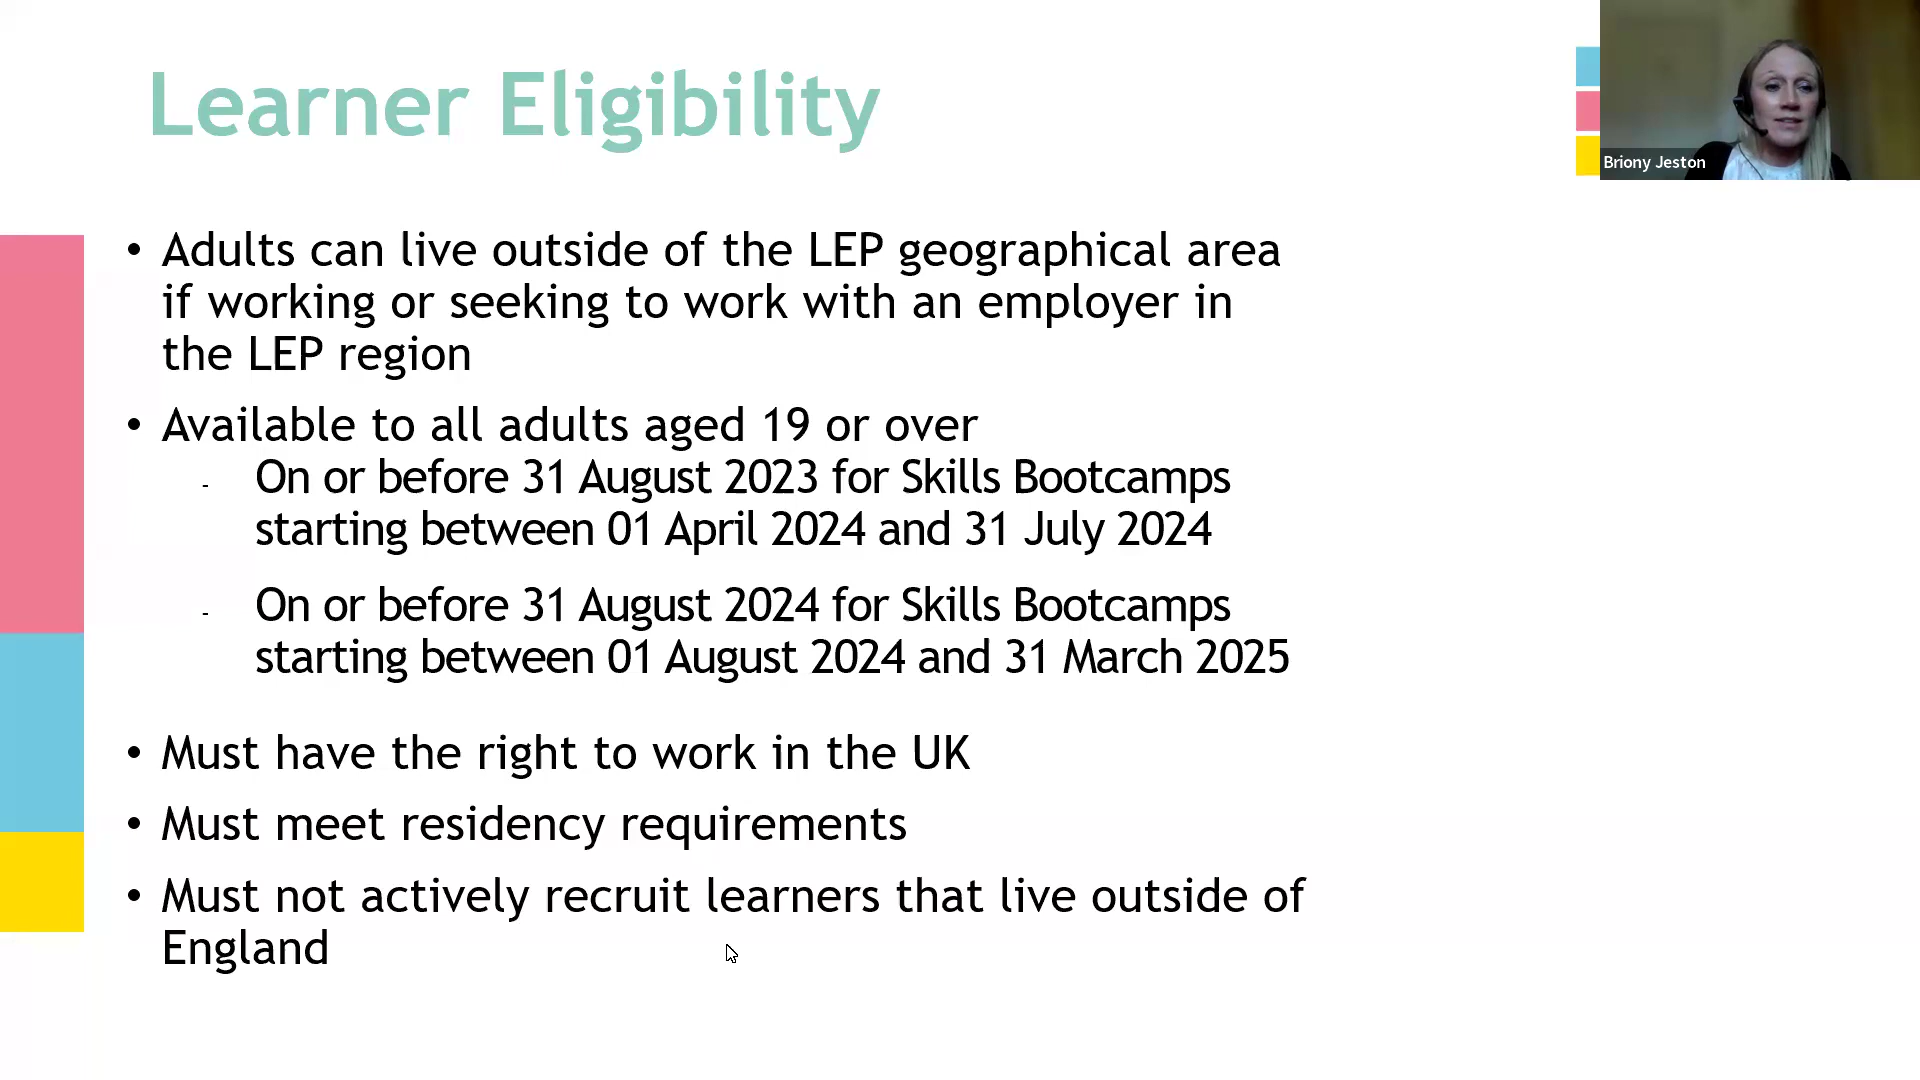 Learner Eligibility
Briony Jeston
• Adults can live outside of the LEP geographical area
if working or seeking to work with an employer in
the LEP region
• Available to all adults aged 19 or over
- On or before 31 August 2023 for Skills Bootcamps
starting between 01 April 2024 and 31 July 2024
- On or before 31 August 2024 for Skills Bootcamps
starting between 01 August 2024 and 31 March 2025
• Must have the right to work in the UK
• Must meet residency requirements
• Must not actively recruit learners that live outside of
England